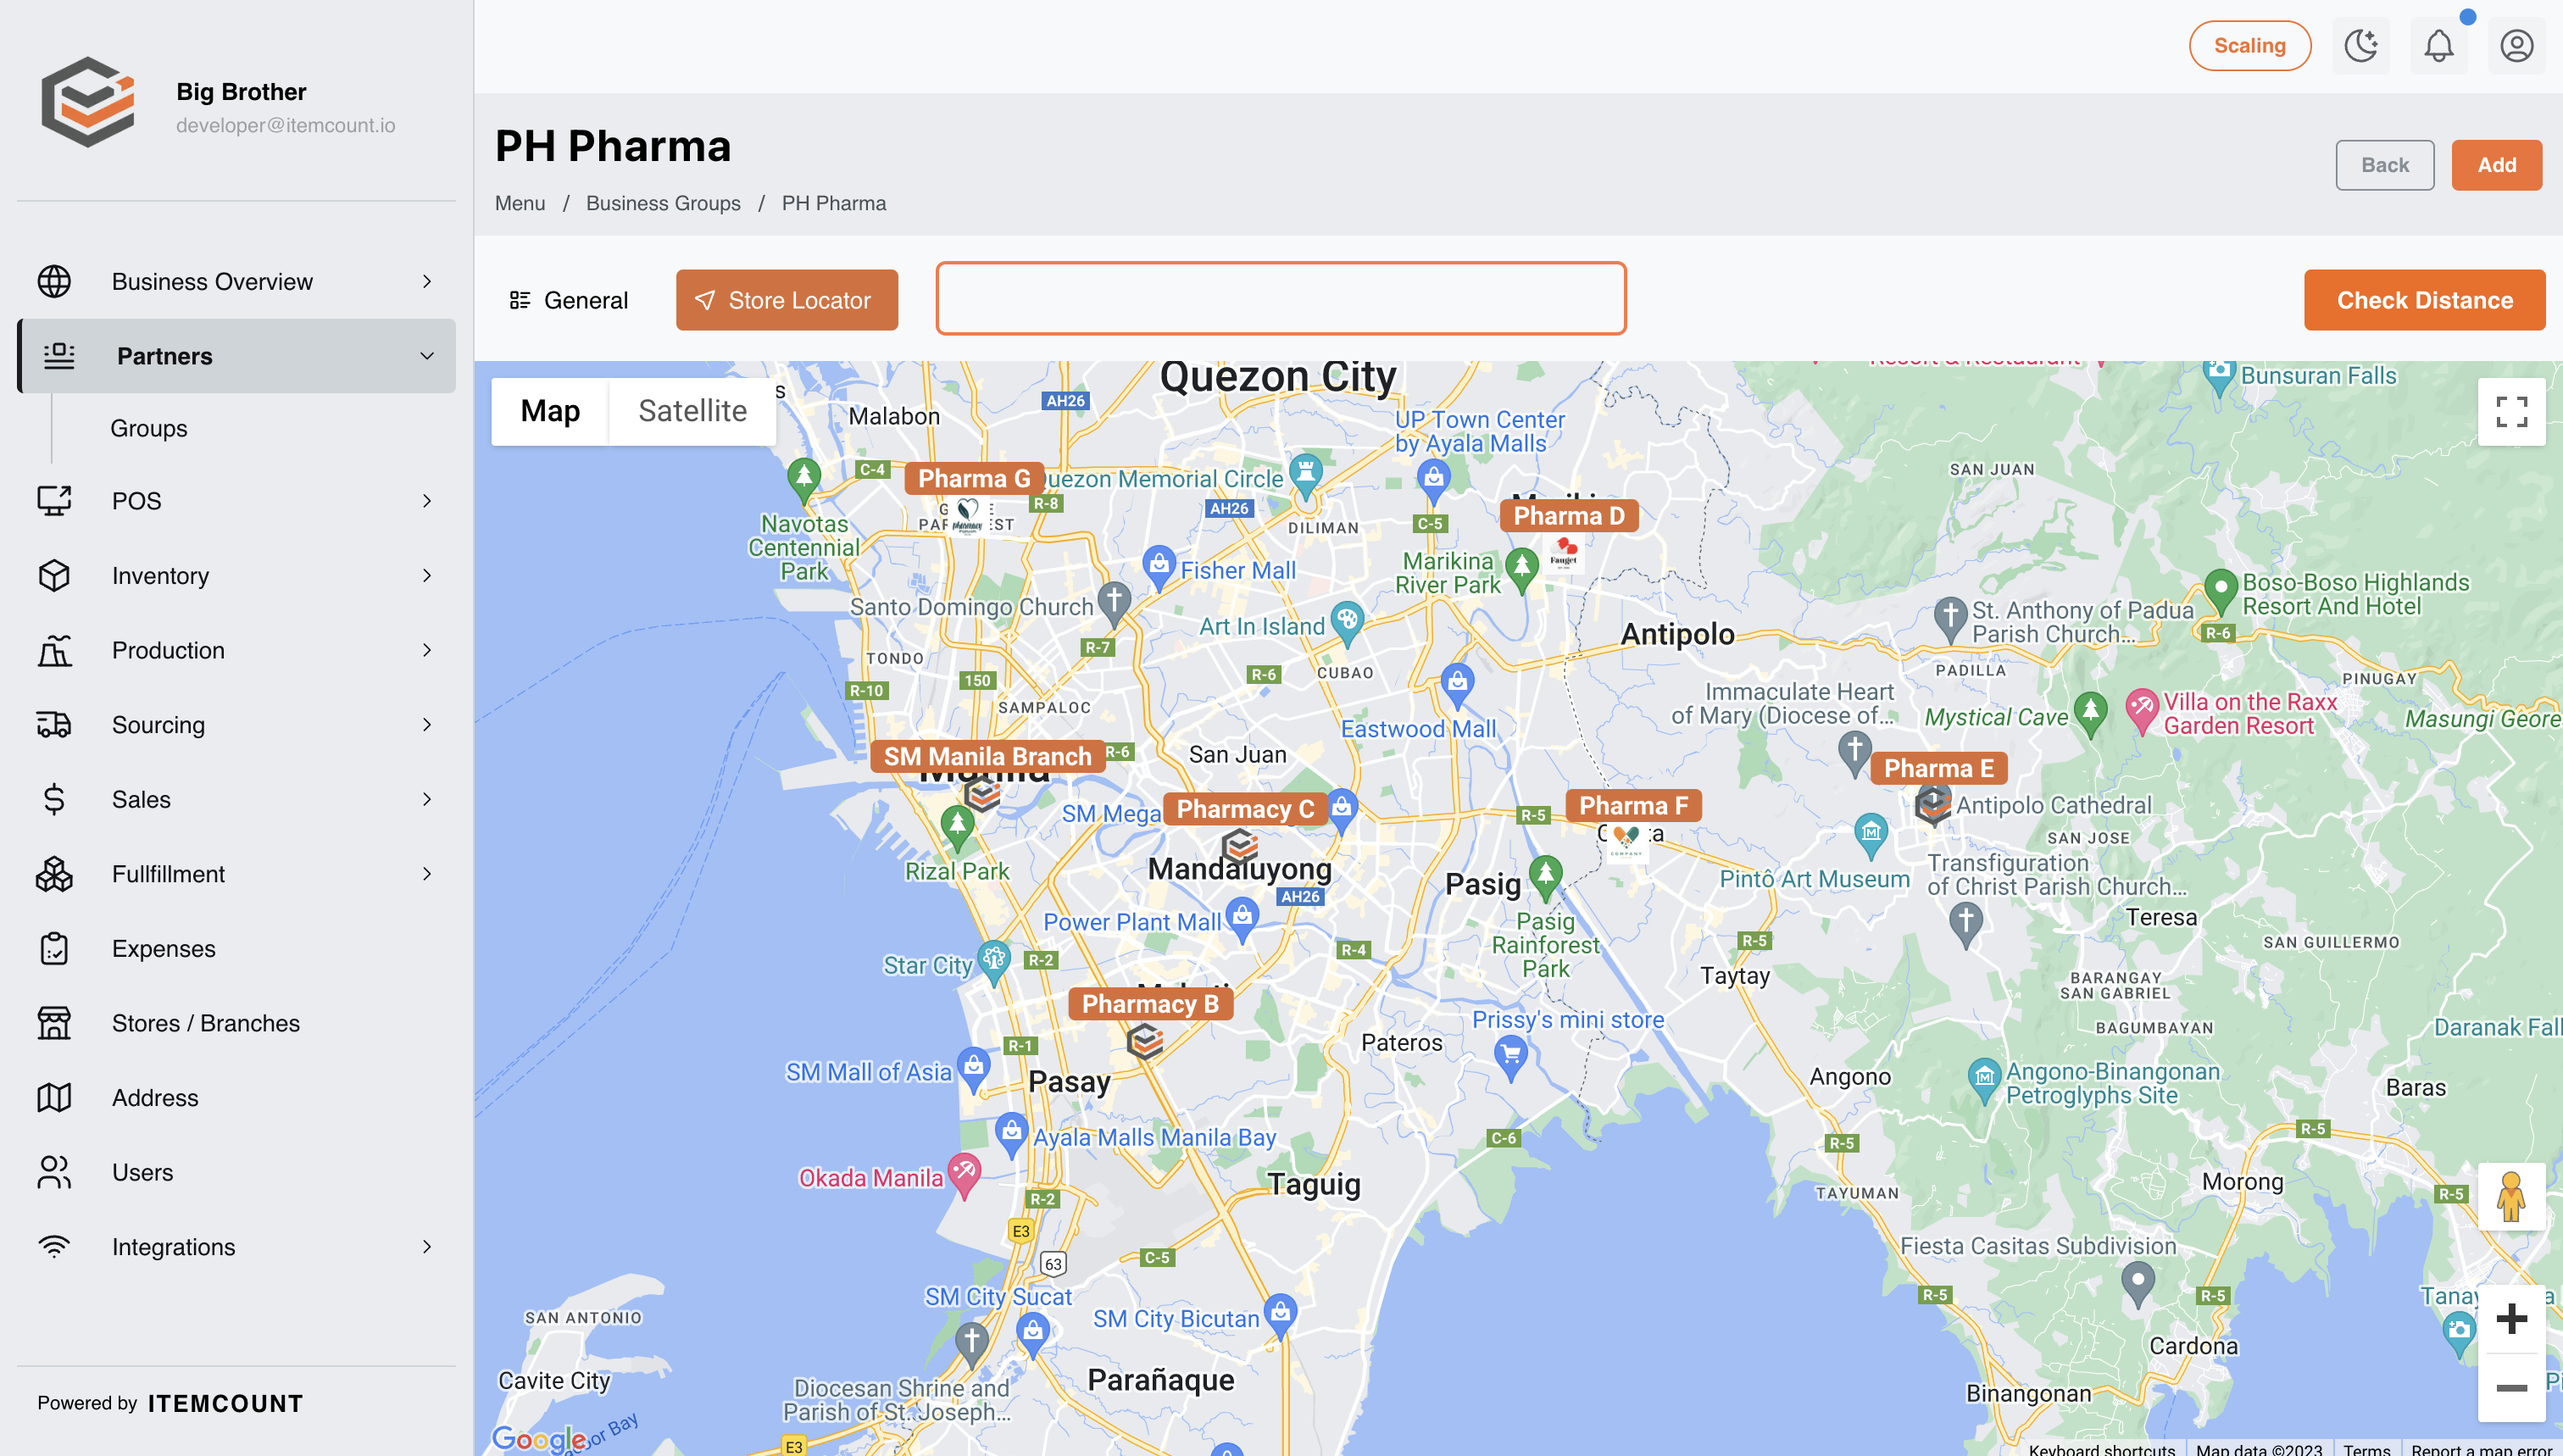 Big Brother
developer@itemcount.io
Scaling
PH Pharma
Menu / Business Groups / PH Pharma
Back
Add
Business Overview
Partners
Groups
POS
Inventory
Production
Sourcing
Sales
Fullfillment
Expenses
Stores / Branches
Address
Users
Integrations
Powered by ITEMCOUNT
General
Store Locator
Check Distance
Map
Satellite
Quezon City
Bunsuran Falls
Malabon
AH26
UP Town Center
by Ayala Malls
SAN JUAN
C-4
Pharma G
Quezon Memorial Circle
R-8
AH26
DILIMAN
C-5
Pharma D
Navotas
Centennial
Park
pharmacy
Fauget
Fisher Mall
Marikina
River Park
Boso-Boso Highlands
Resort And Hotel
R-6
Santo Domingo Church
Art In Island
St. Anthony of Padua
Parish Church...
Antipolo
R-7
TONDO
R-6
CUBAO
PADILLA
PINUGAY
R-10
150
SAMPALOC
Immaculate Heart
of Mary (Diocese of...
Mystical Cave
Villa on the Raxx
Garden Resort
Masungi Geore
Eastwood Mall
SM Manila Branch
R-6
San Juan
Pharma E
SM Mega
Pharmacy C
R-5
Pharma F
COMPANY
Antipolo Cathedral
SAN JOSE
Rizal Park
Mandaluyong
AH26
Pasig
Pintô Art Museum
Transfiguration
of Christ Parish Church...
Power Plant Mall
Pasig
Rainforest
Park
Teresa
R-4
R-5
SAN GUILLERMO
Star City
R-2
Taytay
BARANGAY
SAN GABRIEL
Pharmacy B
Prissy's mini store
BAGUMBAYAN
Daranak Fall
R-1
Pateros
SM Mall of Asia
Pasay
Angono
Angono-Binangonan
Petroglyphs Site
Baras
Ayala Malls Manila Bay
C-6
R-5
R-5
Okada Manila
R-2
Taguig
TAYUMAN
Morong
R-5
E3
63
C-5
Fiesta Casitas Subdivision
SM City Sucat
SM City Bicutan
R-5
R-5
Tanay
SAN ANTONIO
Cardona
Cavite City
Diocesan Shrine and
Parish of St. Joseph...
Parañaque
Binangonan
Google
E3
Keyboard shortcuts
Map data ©2023
Terms
Report a map error